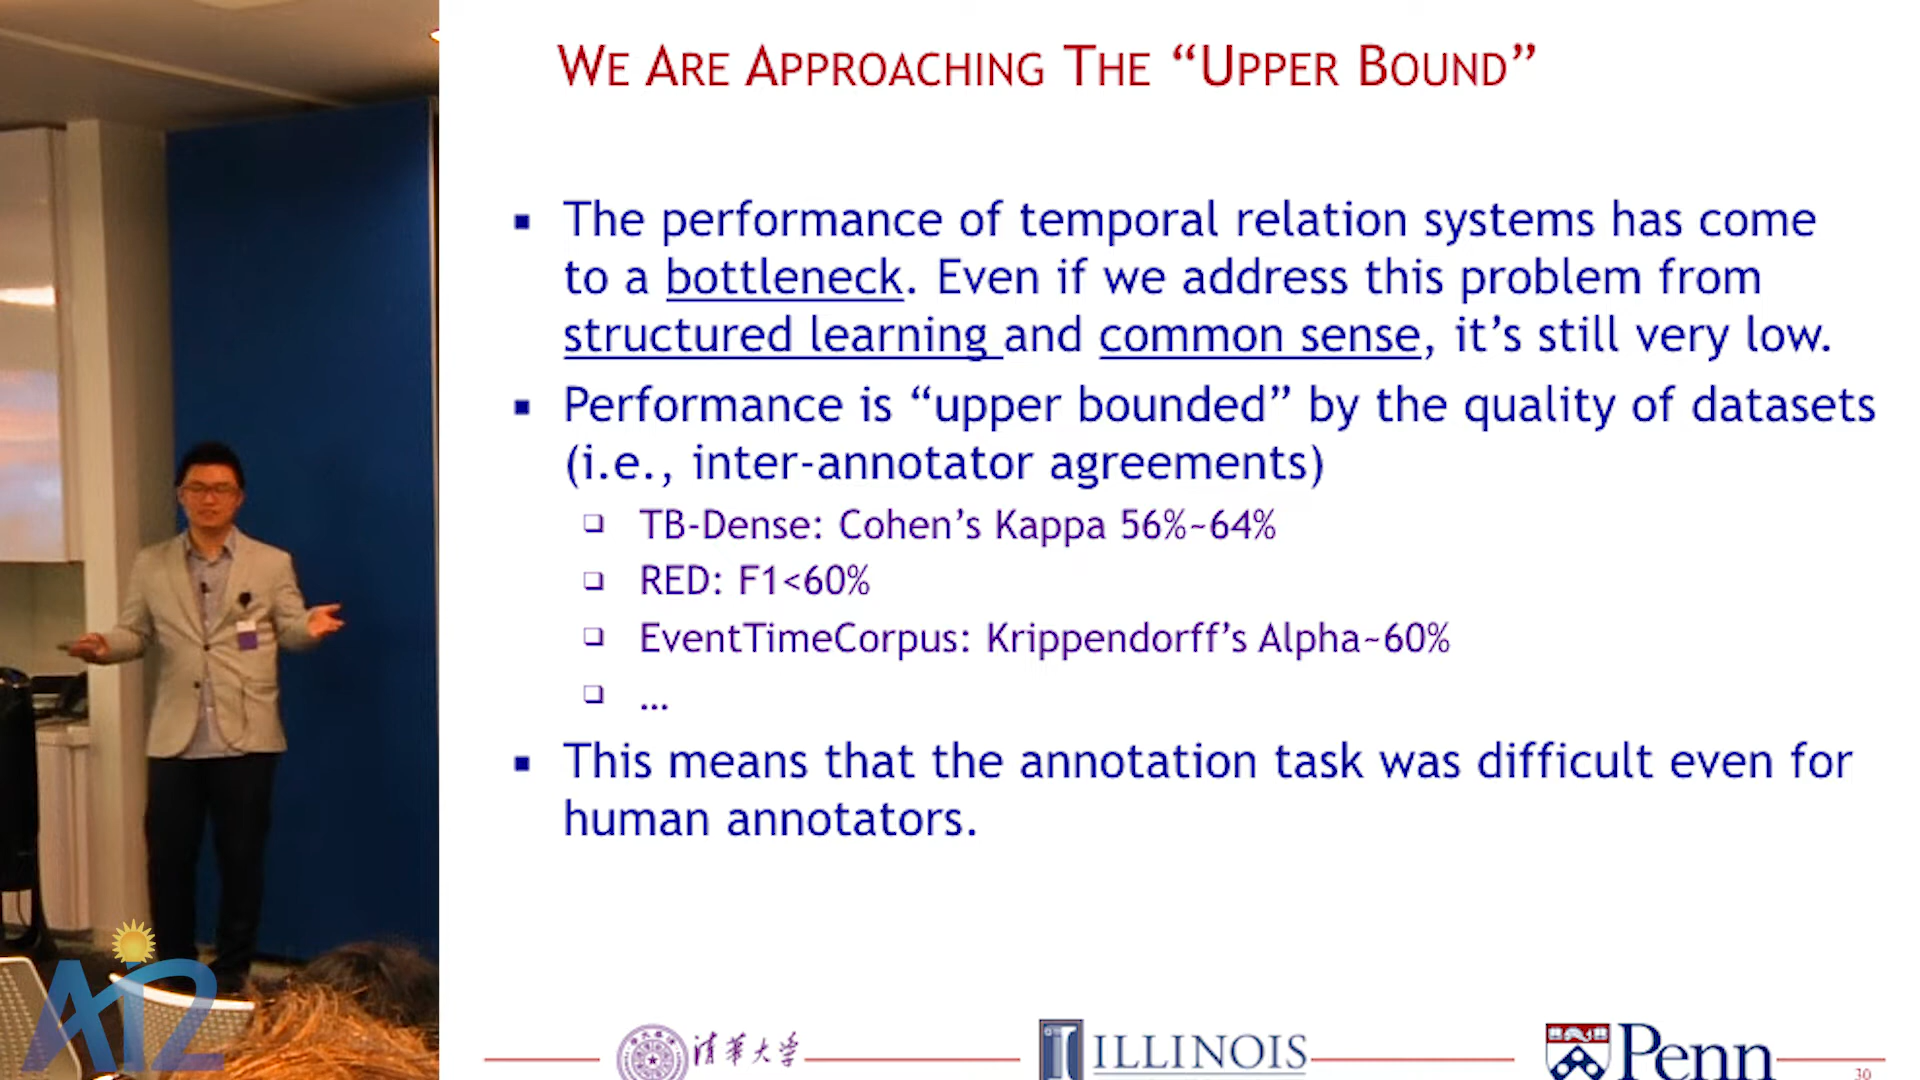 WE ARE APPROACHING THE “UPPER BOUND”
▪ The performance of temporal relation systems has come
to a bottleneck. Even if we address this problem from
structured learning and common sense, it’s still very low.
▪ Performance is “upper bounded” by the quality of datasets
(i.e., inter-annotator agreements)
❑ TB-Dense: Cohen’s Kappa 56%~64%
❑ RED: F1<60%
❑ EventTimeCorpus: Krippendorff’s Alpha~60%
❑ …
▪ This means that the annotation task was difficult even for
human annotators.
AI2
清華大学
ILLINOIS
Penn
30